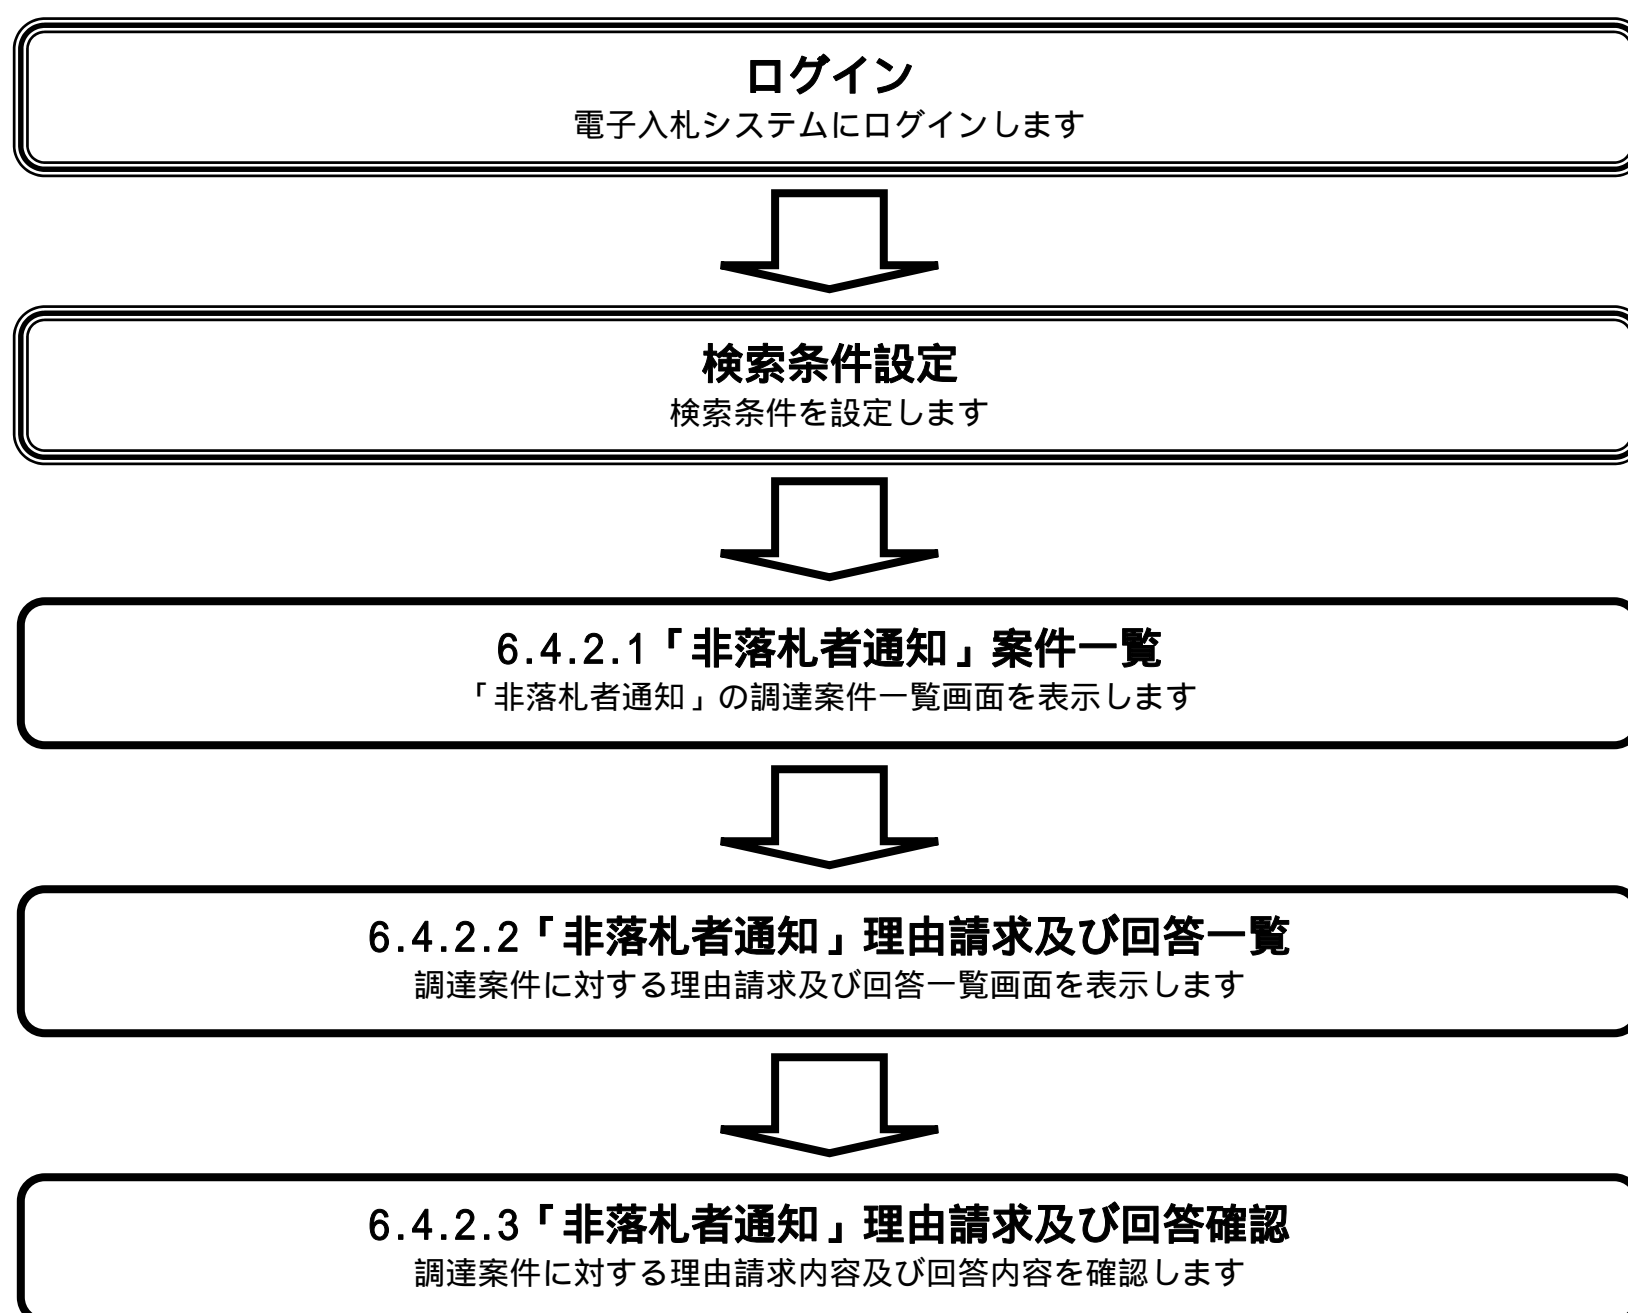 ログイン
電子入札システムにログインします
検索条件設定
検索条件を設定します
6.4.2.1「非落札者通知」案件一覧
「非落札者通知」の調達案件一覧画面を表示します
6.4.2.2「非落札者通知」理由請求及び回答一覧
調達案件に対する理由請求及び回答一覧画面を表示します
6.4.2.3「非落札者通知」理由請求及び回答確認
調達案件に対する理由請求内容及び回答内容を確認します